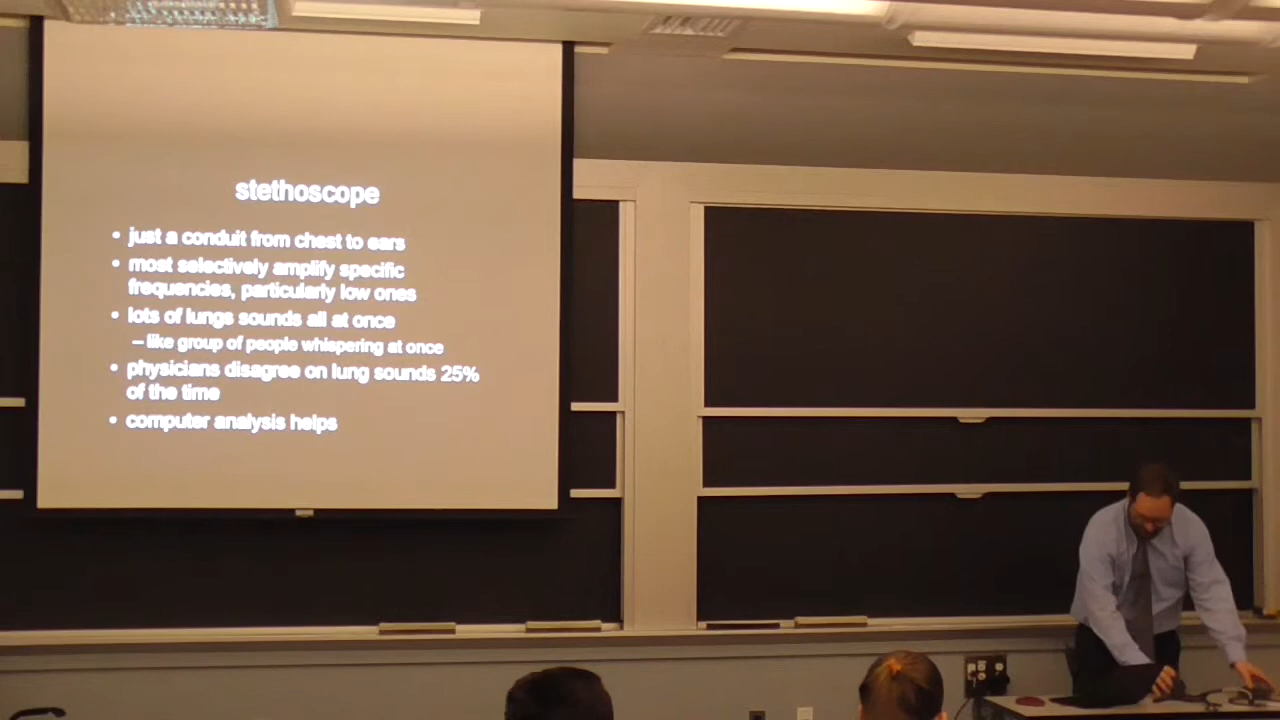 stethoscope
• just a conduit from chest to ears
• most selectively amplify specific
frequencies, particularly low ones
• lots of lungs sounds all at once
– like group of people whispering at once
• physicians disagree on lung sounds 25%
of the time
• computer analysis helps